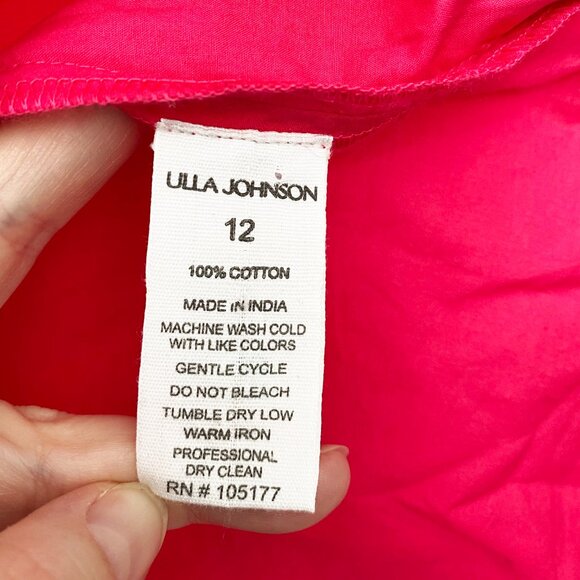 ULLA JOHNSON
12
100% COTTON
MADE IN INDIA
MACHINE WASH COLD
WITH LIKE COLORS
GENTLE CYCLE
DO NOT BLEACH
TUMBLE DRY LOW
WARM IRON
PROFESSIONAL
DRY CLEAN
RN # 105177